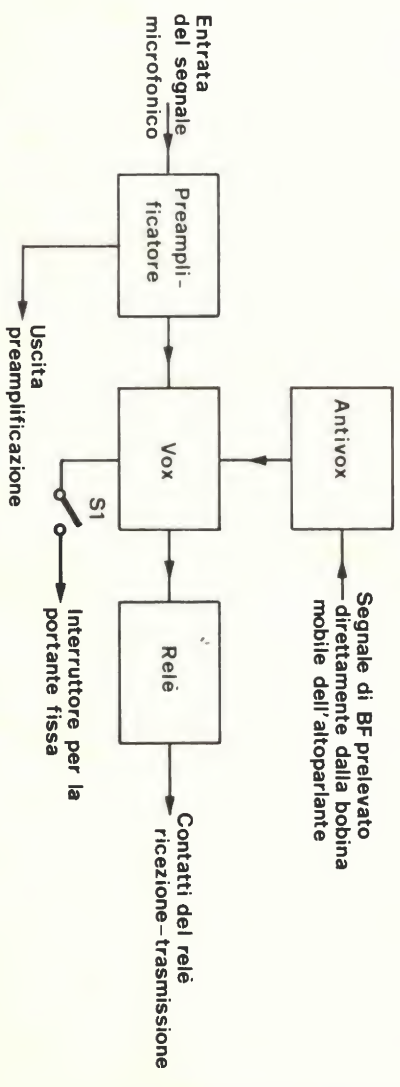 Entrata
del segnale
microfonico
Preampli-
ficatore
Uscita
preamplificazione
Antivox
Segnale di BF prelevato
direttamente dalla bobina
mobile dell'altoparlante
Vox
S1
Interruttore per la
portante fissa
Relè
Contatti del relè
ricezione-trasmissione